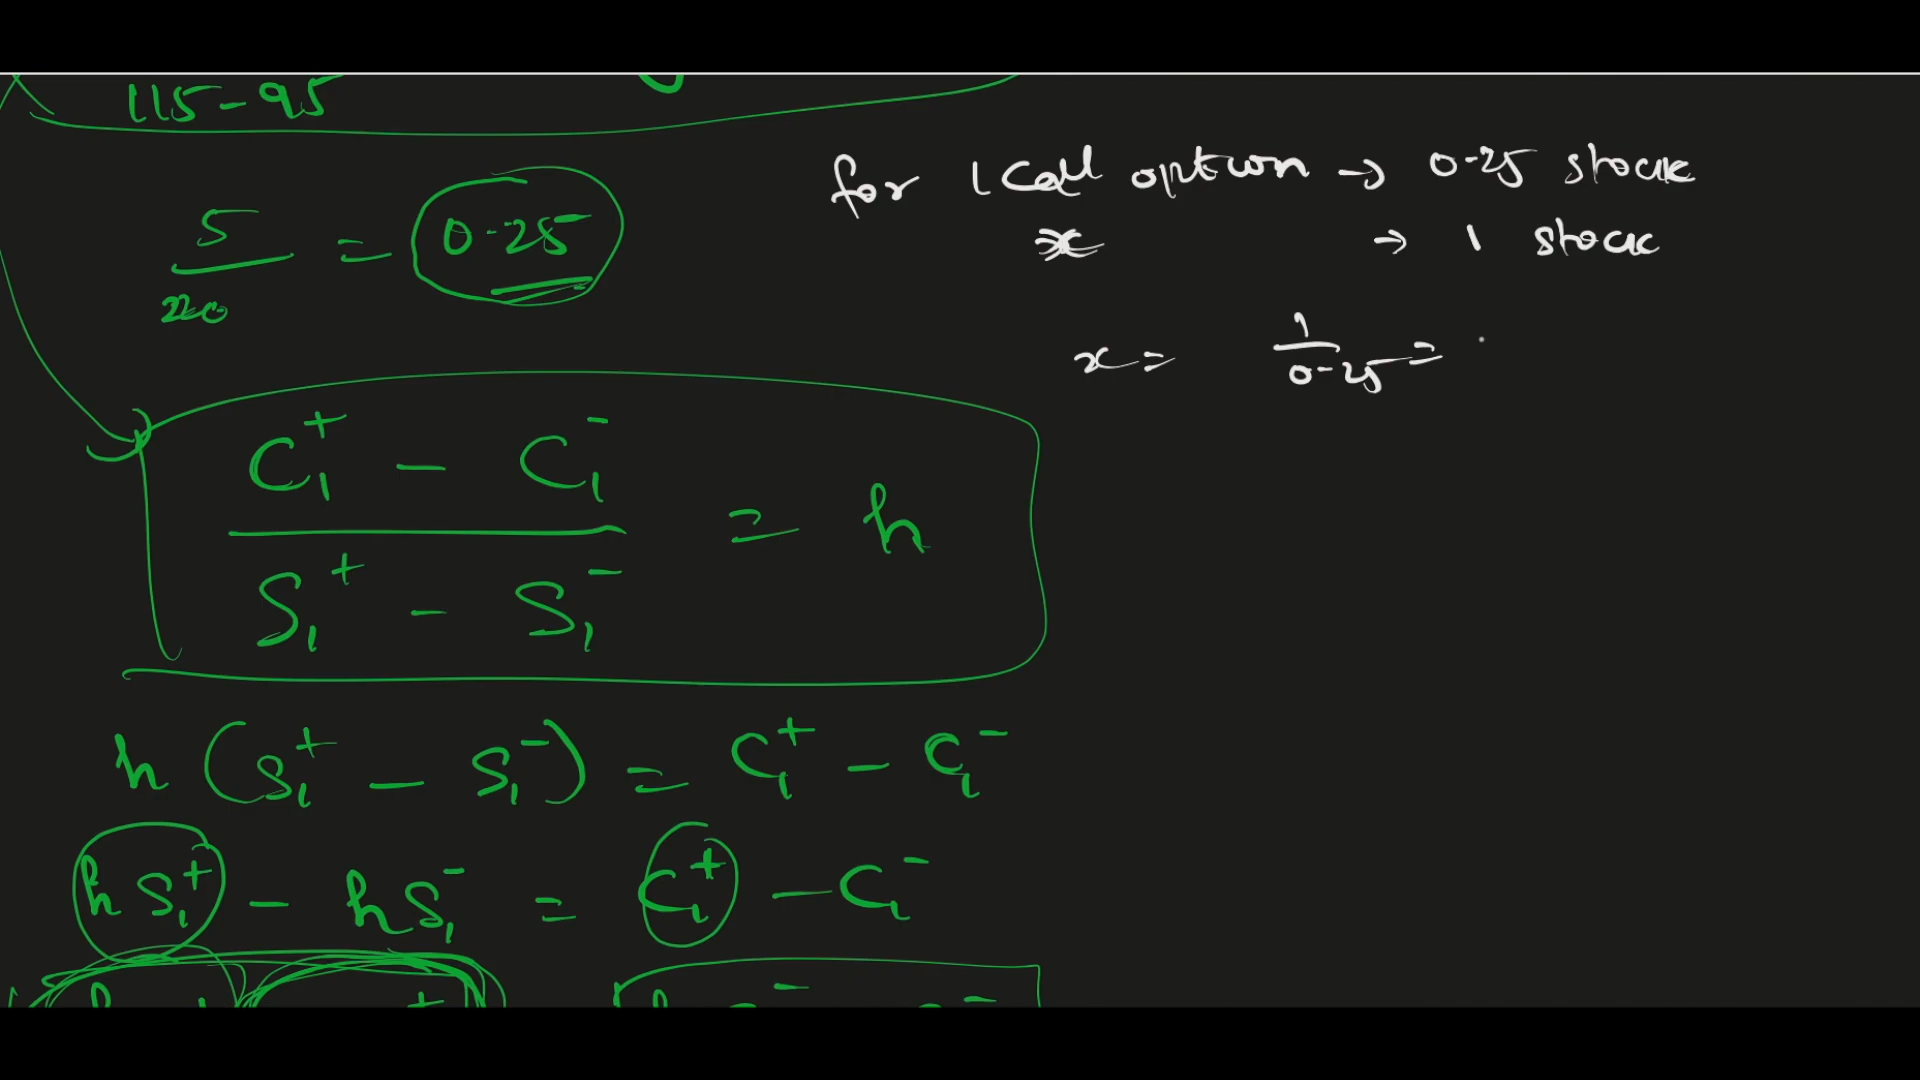 115-95
5/20 = 0.25
C₁⁺ - C₁⁻ / S₁⁺ - S₁⁻ = h
h (S₁⁺ - S₁⁻) = C₁⁺ - C₁⁻
hS₁⁺ - hS₁⁻ = C₁⁺ - C₁⁻
for 1 Call option → 0.25 stock
x → 1 stock
x = 1/0.25 =